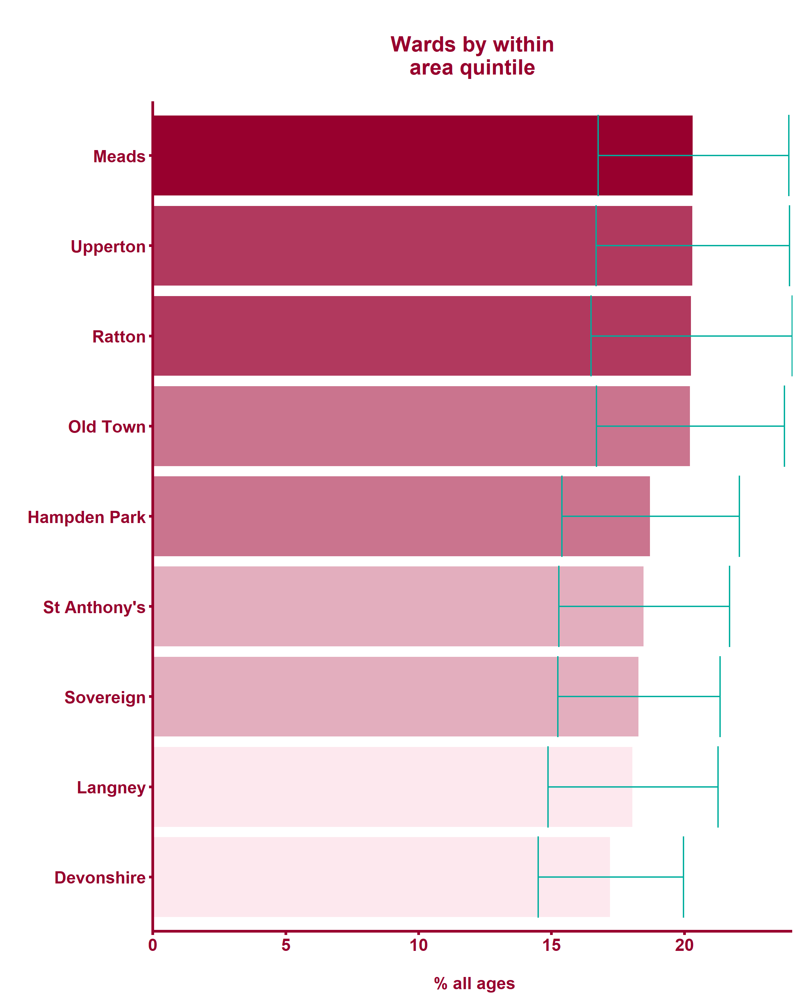 Wards by within
area quintile
Meads
Upperton
Ratton
Old Town
Hampden Park
St Anthony's
Sovereign
Langney
Devonshire
0 5 10 15 20
% all ages